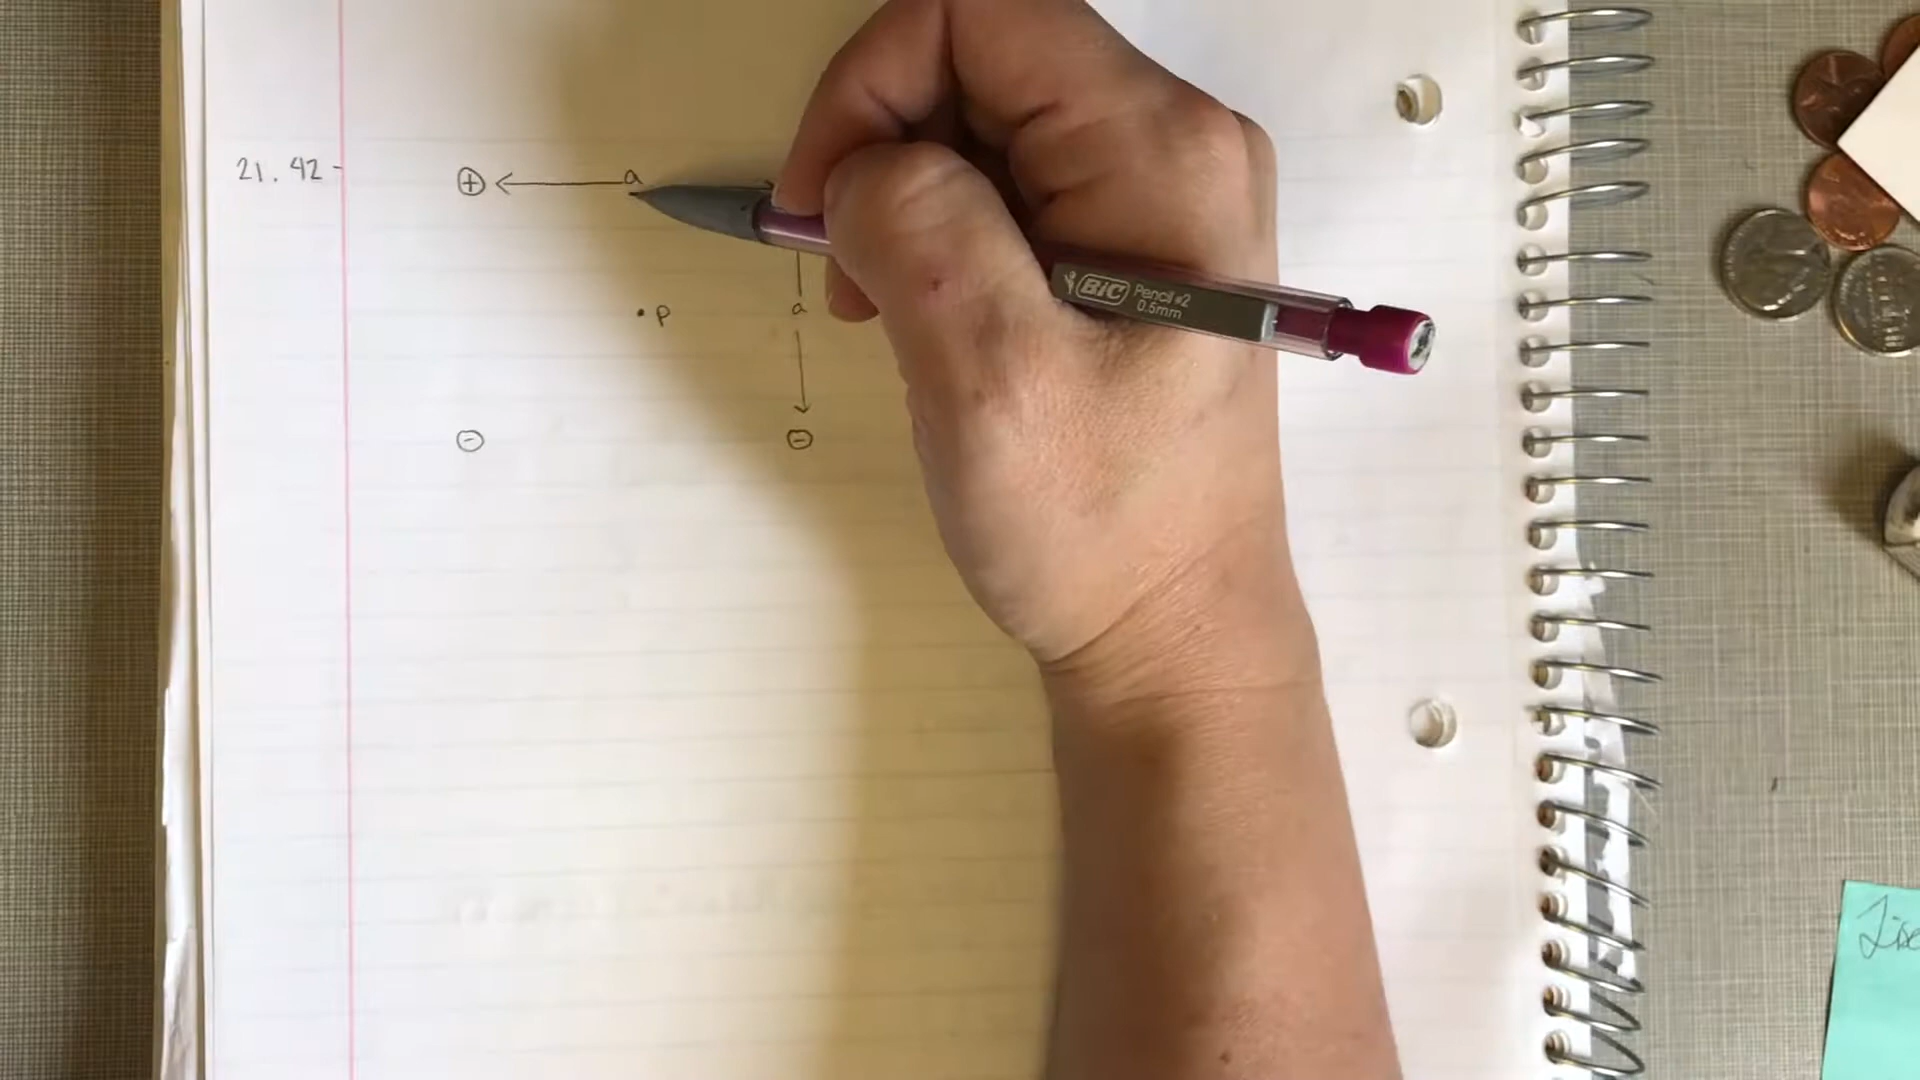 21.42
+ a
BIC Pencil #2
0.5mm
P a
- -